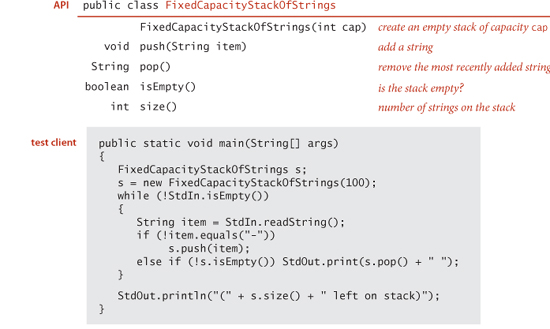 API public class FixedCapacityStackOfStrings
FixedCapacityStackOfStrings(int cap) create an empty stack of capacity cap
void push(String item) add a string
String pop() remove the most recently added string
boolean isEmpty() is the stack empty?
int size() number of strings on the stack
test client public static void main(String[] args)
{
FixedCapacityStackOfStrings s;
s = new FixedCapacityStackOfStrings(100);
while (!StdIn.isEmpty())
{
String item = StdIn.readString();
if (!item.equals("-"))
s.push(item);
else if (!s.isEmpty()) StdOut.print(s.pop() + " ");
}
StdOut.println("(" + s.size() + " left on stack)");
}